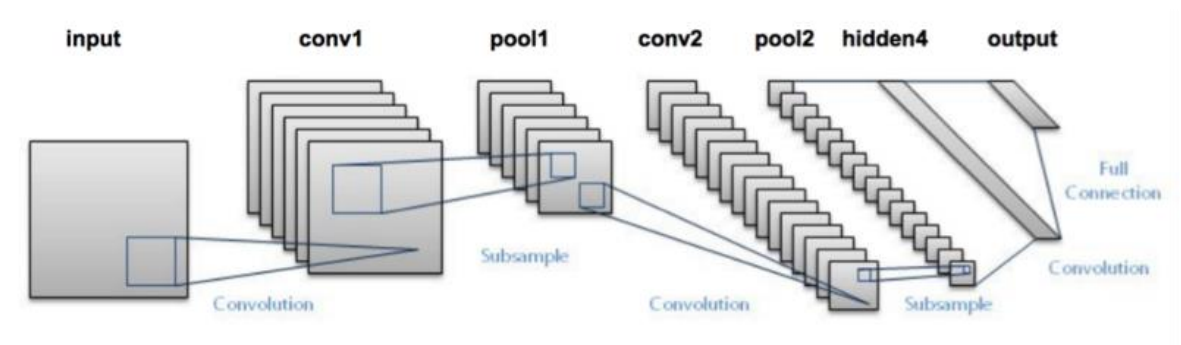 input conv1 pool1 conv2 pool2 hidden4 output
Full
Connection
Subsample
Convolution
Convolution
Convolution
Subsample